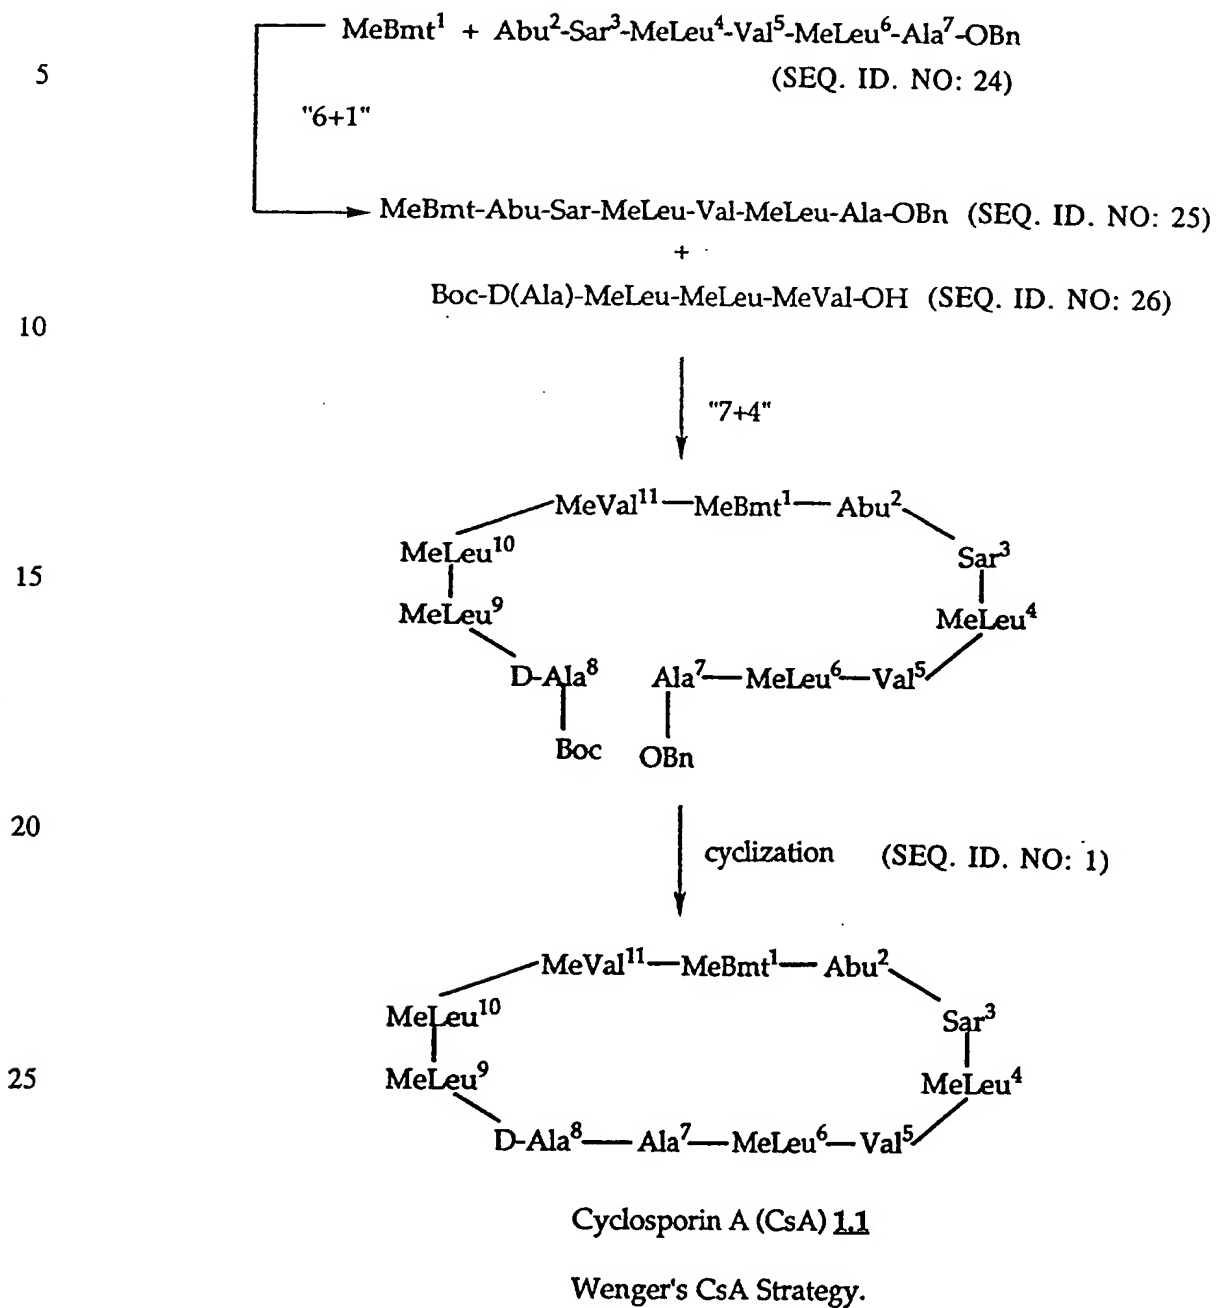 MeBmt¹ + Abu²-Sar³-MeLeu⁴-Val⁵-MeLeu⁶-Ala⁷-OBn
5
(SEQ. ID. NO: 24)
"6+1"
MeBmt-Abu-Sar-MeLeu-Val-MeLeu-Ala-OBn (SEQ. ID. NO: 25)
+
Boc-D(Ala)-MeLeu-MeLeu-MeVal-OH (SEQ. ID. NO: 26)
10
"7+4"
MeVal¹¹—MeBmt¹—Abu²
MeLeu¹⁰ Sar³
15
MeLeu⁹ MeLeu⁴
D-Ala⁸ Ala⁷—MeLeu⁶—Val⁵
Boc OBn
20
cyclization (SEQ. ID. NO: 1)
MeVal¹¹—MeBmt¹—Abu²
MeLeu¹⁰ Sar³
25
MeLeu⁹ MeLeu⁴
D-Ala⁸—Ala⁷—MeLeu⁶—Val⁵
Cyclosporin A (CsA) 1.1
Wenger's CsA Strategy.